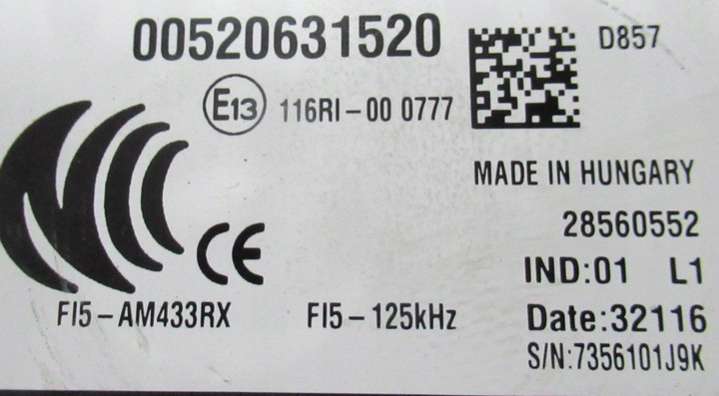 00520631520
D857
E13 116RI-00 0777
MADE IN HUNGARY
28560552
CE
IND:01 L1
FI5-AM433RX FI5-125kHz
Date:32116
S/N:7356101J9K